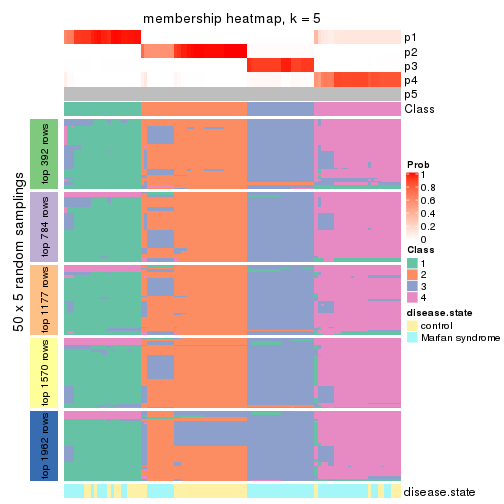 membership heatmap, k = 5
p1
p2
p3
p4
p5
Class
50 x 5 random samplings
top 392 rows
top 784 rows
top 1177 rows
top 1570 rows
top 1962 rows
disease.state
Prob
1
0.8
0.6
0.4
0.2
0
Class
1
2
3
4
disease.state
control
Marfan syndrome